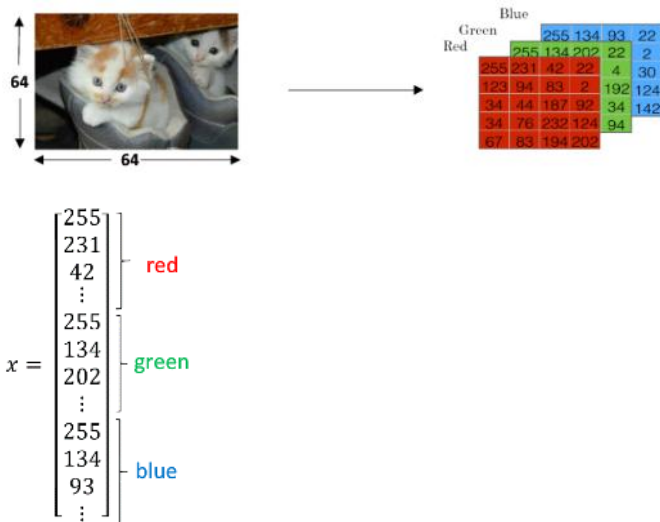 Blue
Green
Red
255 134 93 22
255 134 202 22 2
255 231 42 22 4 30
123 94 83 2 192 124
34 44 187 92 34 142
34 76 232 124 94
67 83 194 202
64
64
255
231
42
⋮
red
255
134
202
⋮
green
x =
255
134
93
⋮
blue